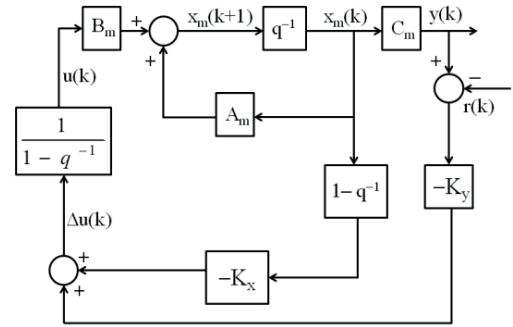 B_m
+
x_m(k+1)
q⁻¹
x_m(k)
C_m
y(k)
u(k)
+
+
−
r(k)
A_m
1
1 − q ⁻¹
1− q⁻¹
−K_y
Δu(k)
+
−K_x
+